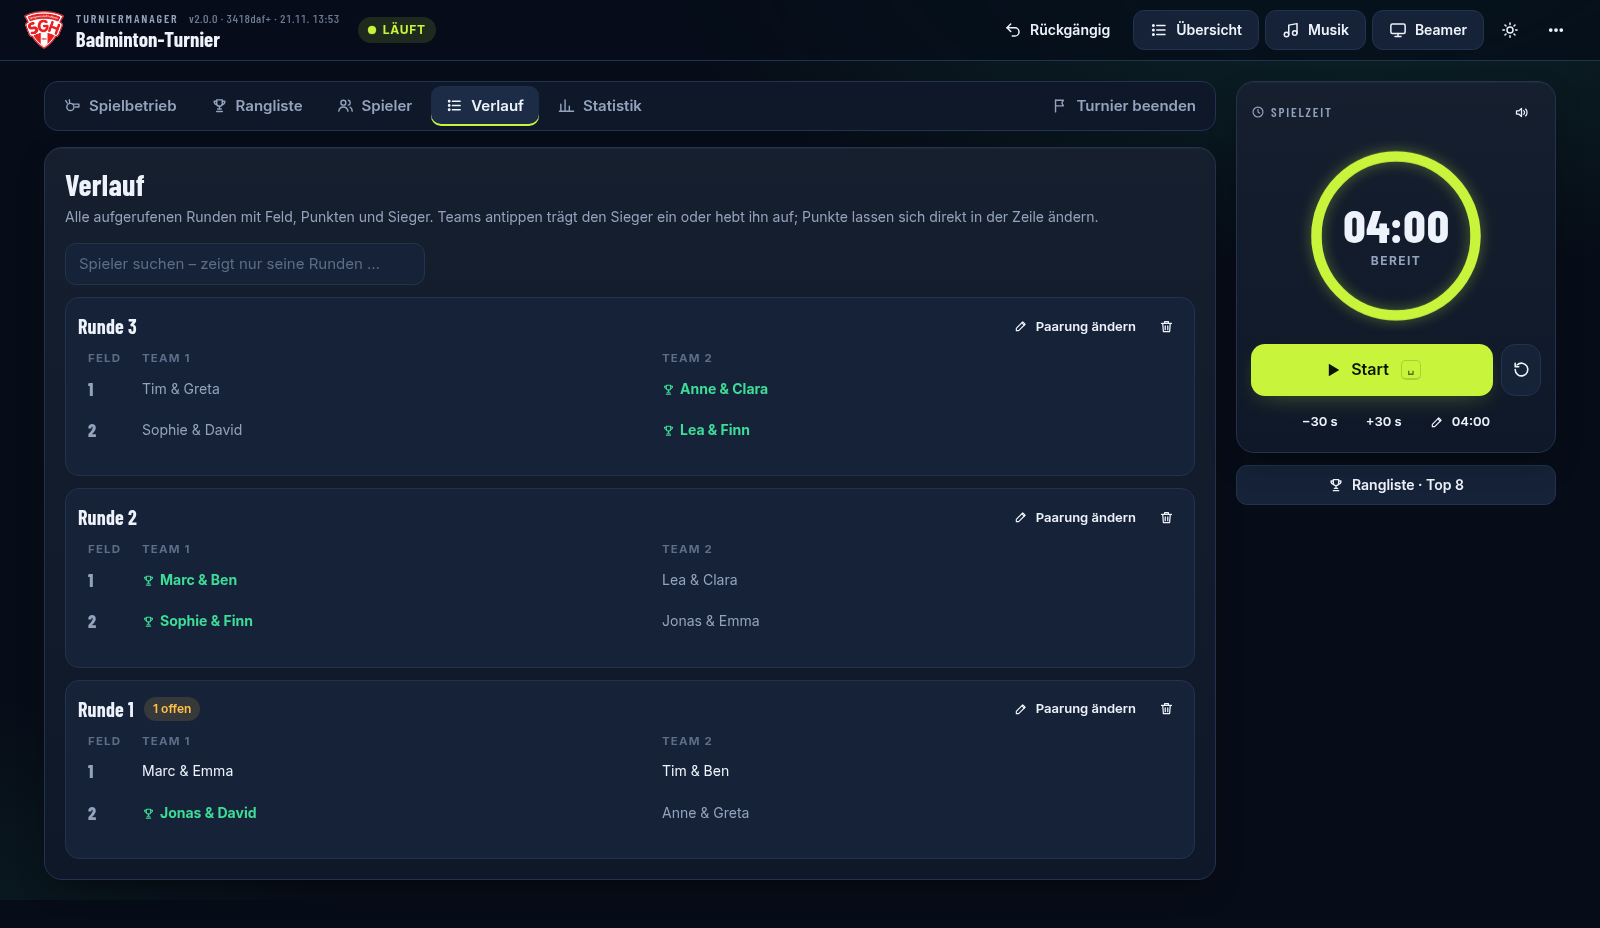 SGH
TURNIERMANAGER v2.0.0 · 3418daf+ · 21.11. 13:53
Badminton-Turnier
LÄUFT
Rückgängig
Übersicht
Musik
Beamer
Spielbetrieb
Rangliste
Spieler
Verlauf
Statistik
Turnier beenden
Verlauf
Alle aufgerufenen Runden mit Feld, Punkten und Sieger. Teams antippen trägt den Sieger ein oder hebt ihn auf; Punkte lassen sich direkt in der Zeile ändern.
Spieler suchen – zeigt nur seine Runden ...
Runde 3
Paarung ändern
FELD TEAM 1 TEAM 2
1 Tim & Greta Anne & Clara
2 Sophie & David Lea & Finn
Runde 2
Paarung ändern
FELD TEAM 1 TEAM 2
1 Marc & Ben Lea & Clara
2 Sophie & Finn Jonas & Emma
Runde 1 1 offen
Paarung ändern
FELD TEAM 1 TEAM 2
1 Marc & Emma Tim & Ben
2 Jonas & David Anne & Greta
SPIELZEIT
04:00
BEREIT
Start ␣
−30 s +30 s 04:00
Rangliste · Top 8